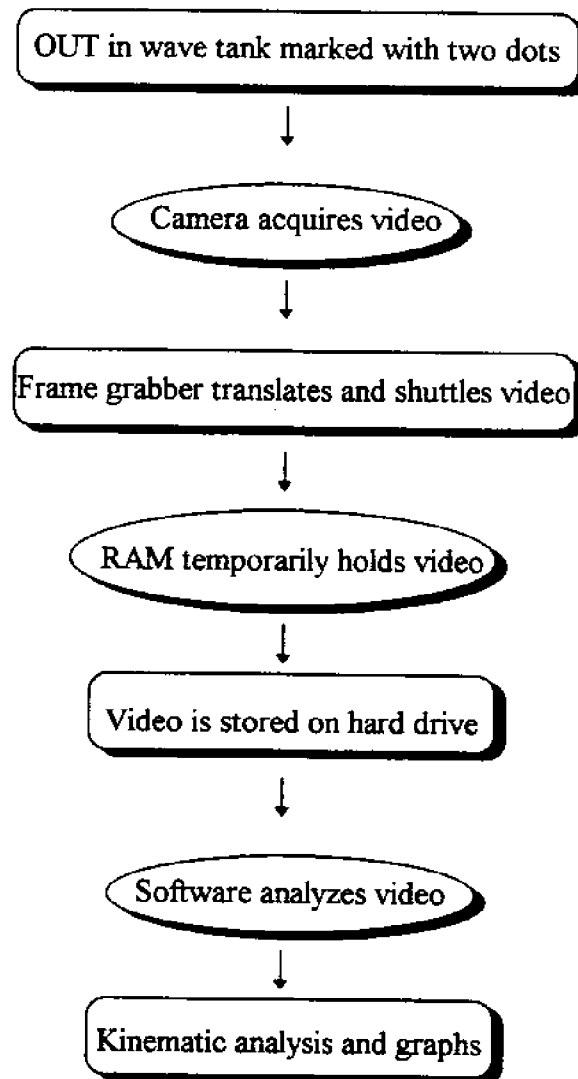 OUT in wave tank marked with two dots
Camera acquires video
Frame grabber translates and shuttles video
RAM temporarily holds video
Video is stored on hard drive
Software analyzes video
Kinematic analysis and graphs